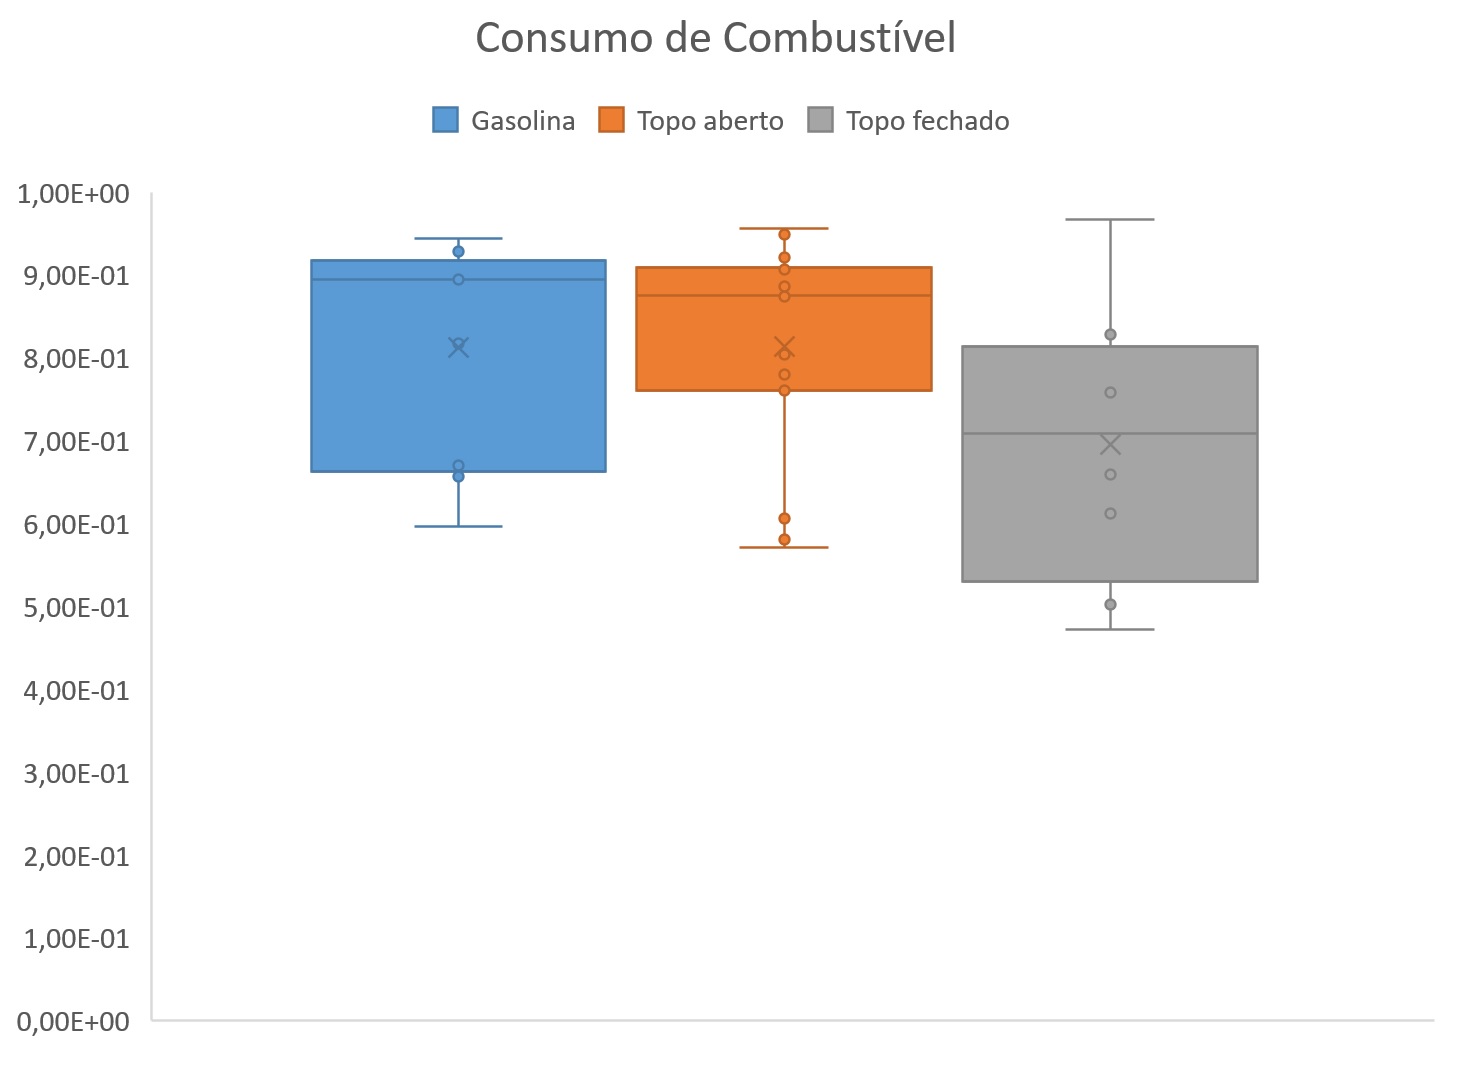 Consumo de Combustível
Gasolina Topo aberto Topo fechado
1,00E+00
9,00E-01
8,00E-01
7,00E-01
6,00E-01
5,00E-01
4,00E-01
3,00E-01
2,00E-01
1,00E-01
0,00E+00